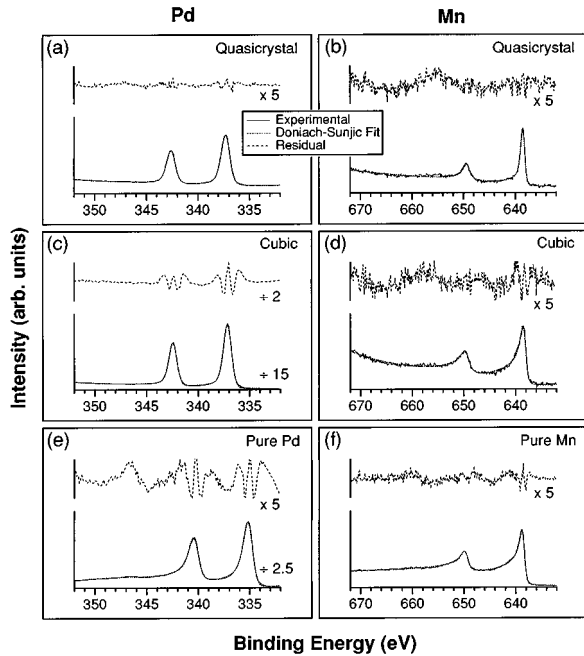 Pd
Mn
(a)
Quasicrystal
x 5
350 345 340 335
(b)
Quasicrystal
x 5
670 660 650 640
Experimental
Doniach-Sunjic Fit
Residual
(c)
Cubic
÷ 2
÷ 15
350 345 340 335
(d)
Cubic
x 5
670 660 650 640
(e)
Pure Pd
x 5
÷ 2.5
350 345 340 335
(f)
Pure Mn
x 5
670 660 650 640
Intensity (arb. units)
Binding Energy (eV)